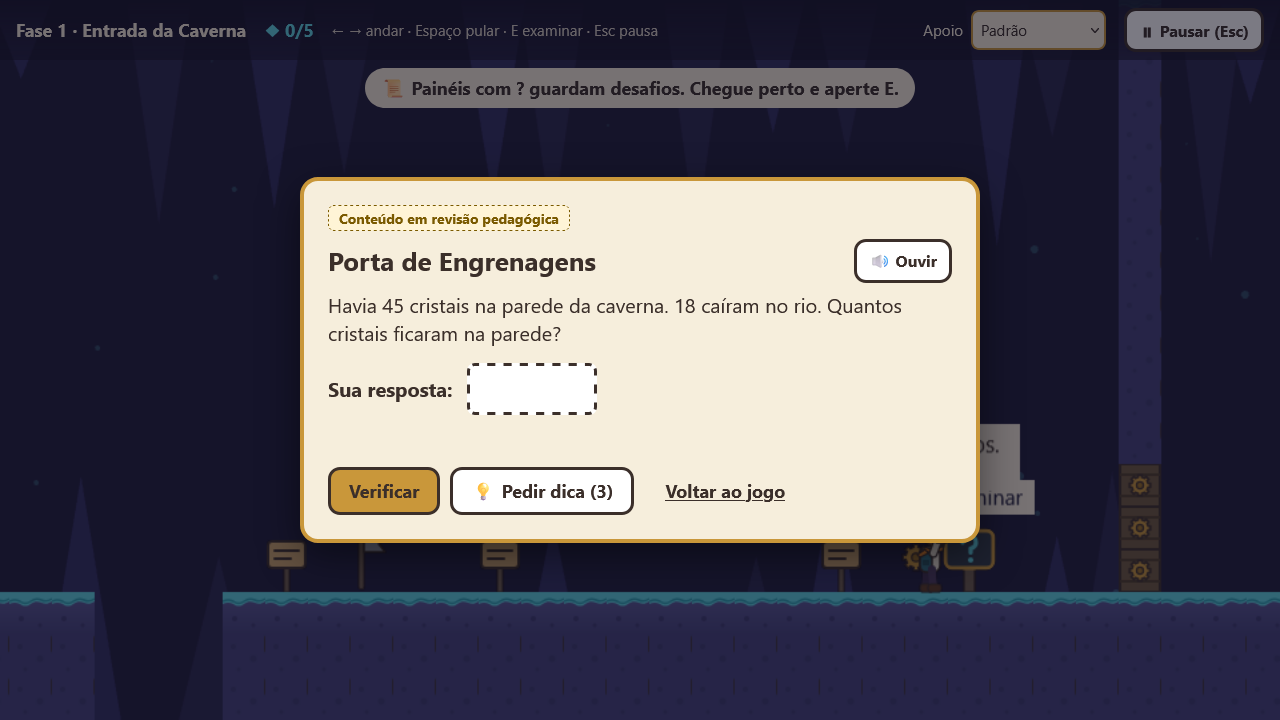 Fase 1 · Entrada da Caverna
0/5
← → andar · Espaço pular · E examinar · Esc pausa
Apoio
Padrão
Pausar (Esc)
Painéis com ? guardam desafios. Chegue perto e aperte E.
Conteúdo em revisão pedagógica
Porta de Engrenagens
Ouvir
Havia 45 cristais na parede da caverna. 18 caíram no rio. Quantos
cristais ficaram na parede?
Sua resposta:
Verificar
Pedir dica (3)
Voltar ao jogo
?